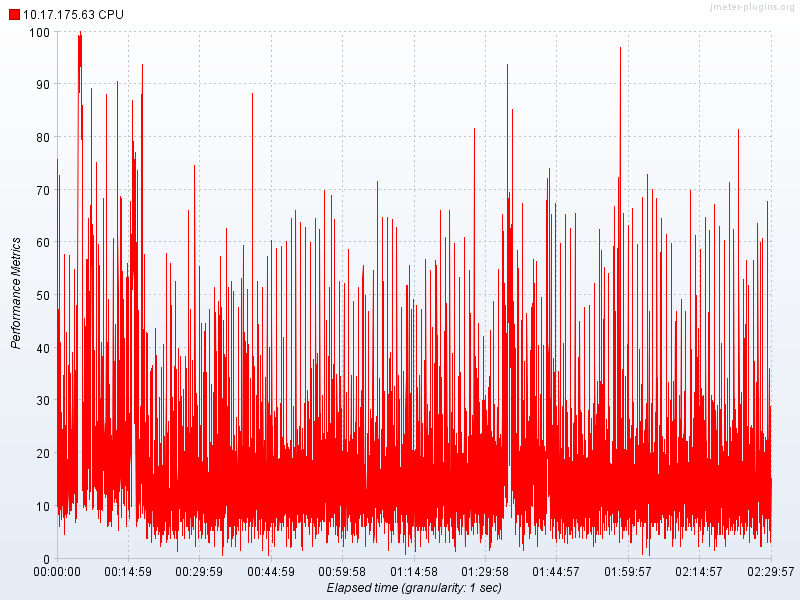 jmeter-plugins.org
10.17.175.63 CPU
100
90
80
70
60
50
40
30
20
10
0
Performance Metrics
00:00:00 00:14:59 00:29:59 00:44:59 00:59:58 01:14:58 01:29:58 01:44:57 01:59:57 02:14:57 02:29:57
Elapsed time (granularity: 1 sec)